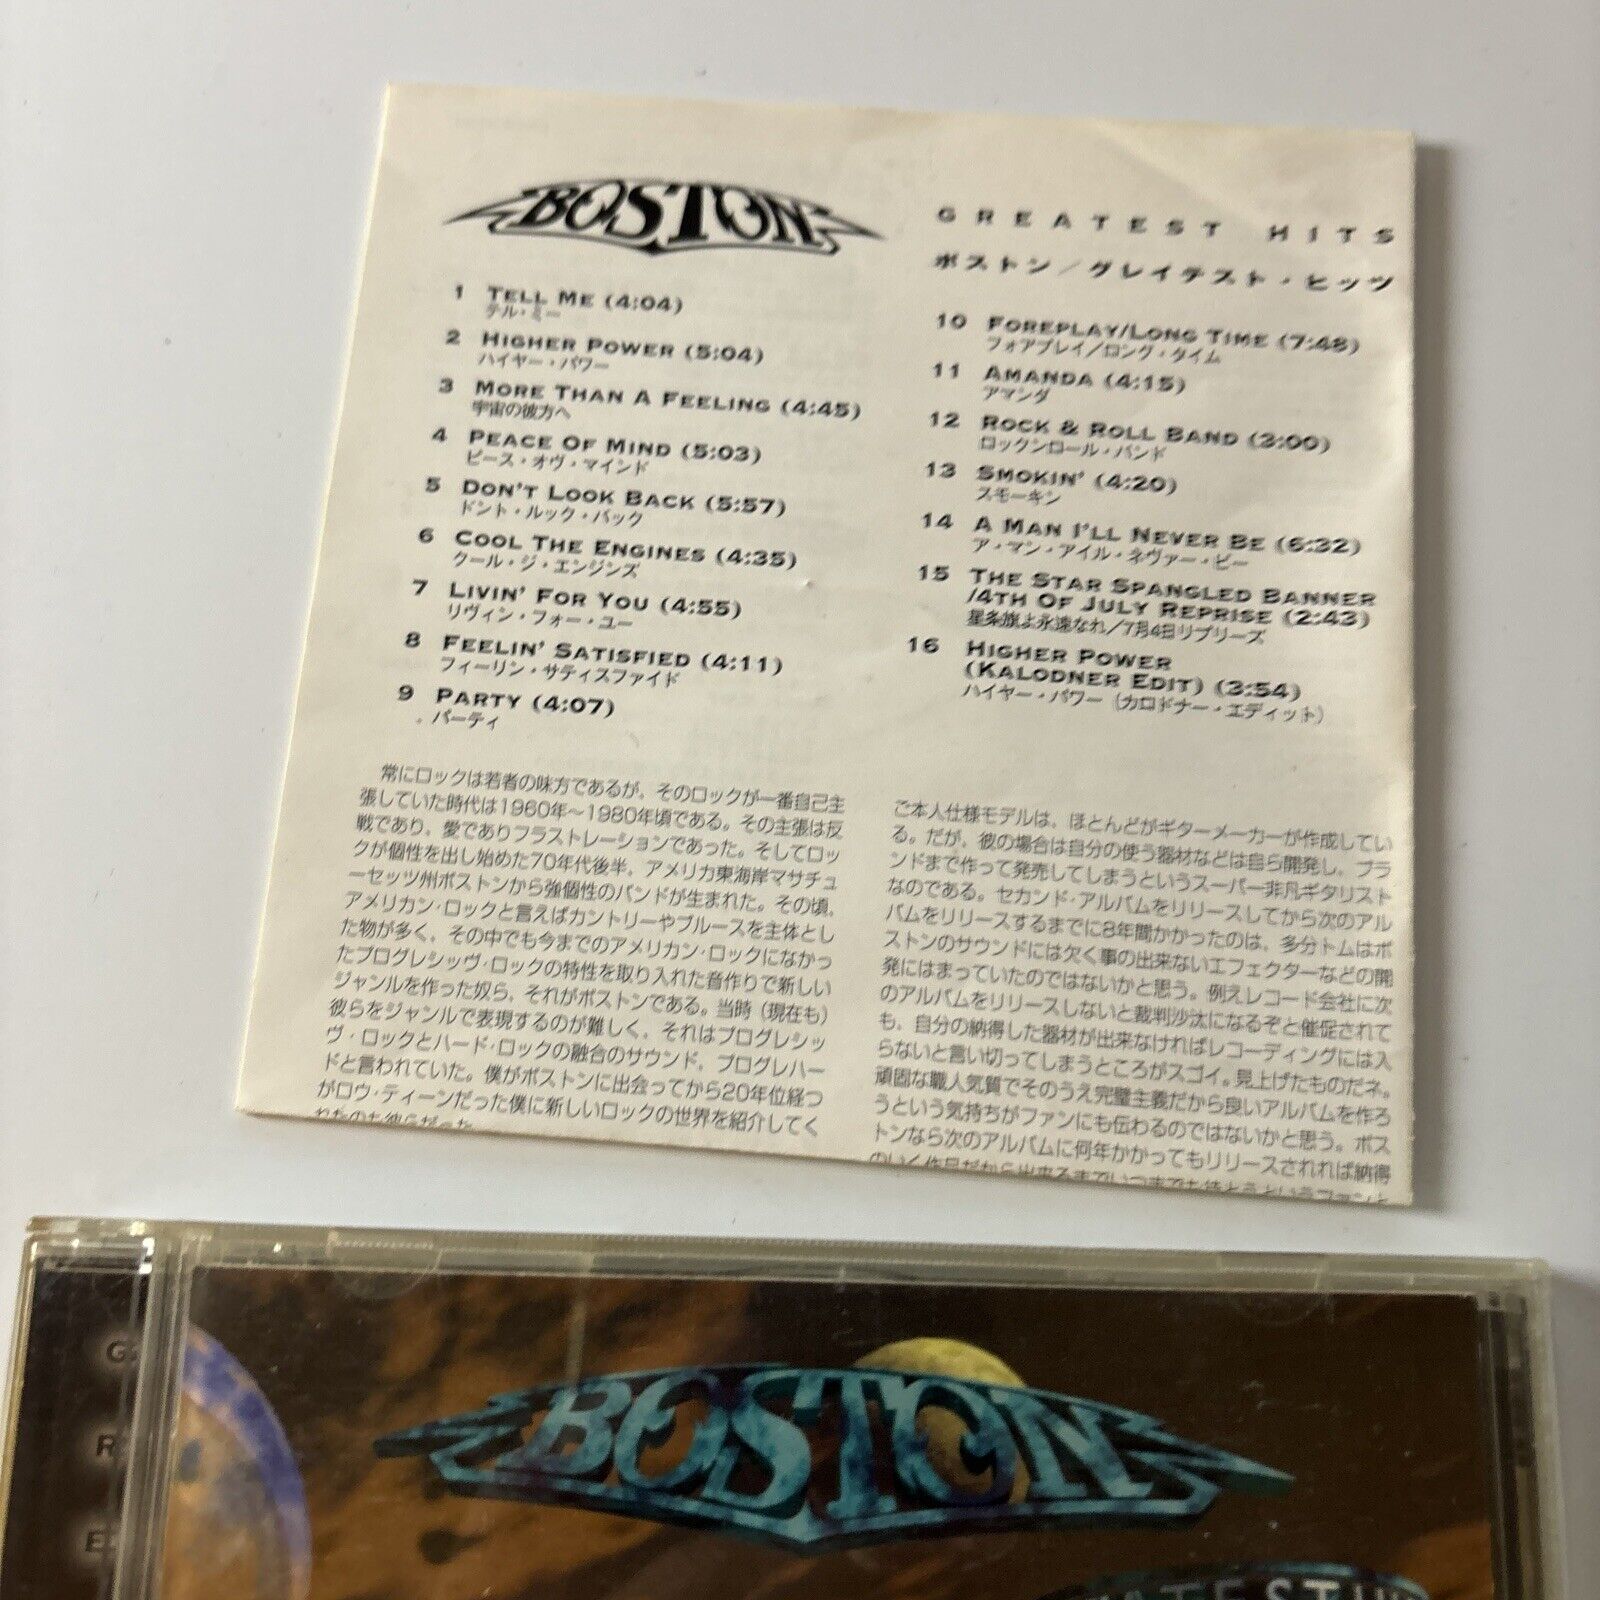 BOSTON
GREATEST HITS
ボストン／グレイテスト・ヒッツ
1 TELL ME (4:04)
テル・ミー
2 HIGHER POWER (5:04)
ハイヤー・パワー
3 MORE THAN A FEELING (4:45)
宇宙の彼方へ
4 PEACE OF MIND (5:03)
ピース・オヴ・マインド
5 DON'T LOOK BACK (5:57)
ドント・ルック・バック
6 COOL THE ENGINES (4:35)
クール・ジ・エンジンズ
7 LIVIN' FOR YOU (4:55)
リヴィン・フォー・ユー
8 FEELIN' SATISFIED (4:11)
フィーリン・サティスファイド
9 PARTY (4:07)
パーティ
10 FOREPLAY/LONG TIME (7:48)
フォアプレイ／ロング・タイム
11 AMANDA (4:15)
アマンダ
12 ROCK & ROLL BAND (3:00)
ロックンロール・バンド
13 SMOKIN' (4:20)
スモーキン
14 A MAN I'LL NEVER BE (6:32)
ア・マン・アイル・ネヴァー・ビー
15 THE STAR SPANGLED BANNER
/4TH OF JULY REPRISE (2:43)
星条旗よ永遠なれ／7月4日リプリーズ
16 HIGHER POWER
(KALODNER EDIT) (3:54)
ハイヤー・パワー（カロドナー・エディット）
常にロックは若者の味方であるが、そのロックが一番自己主
張していた時代は1960年〜1980年頃である。その主張は反
戦であり、愛でありフラストレーションであった。そしてロッ
クが個性を出し始めた70年代後半、アメリカ東海岸マサチュ
ーセッツ州ボストンから強個性のバンドが生まれた。その頃、
アメリカン・ロックと言えばカントリーやブルースを主体とし
た物が多く、その中でも今までのアメリカン・ロックになかっ
たプログレシッヴ・ロックの特性を取り入れた音作りで新しい
ジャンルを作った奴ら、それがボストンである。当時（現在も）
彼らをジャンルで表現するのが難しく、それはプログレシッ
ヴ・ロックとハード・ロックの融合のサウンド、プログレハー
ドと言われていた。僕がボストンに出会ってから20年位経つ
がロウ・ティーンだった僕に新しいロックの世界を紹介してく
れたのも彼らだった
ご本人仕様モデルは、ほとんどがギターメーカーが作成してい
る。だが、彼の場合は自分の使う器材などは自ら開発し、ブラ
ンドまで作って発売してしまうというスーパー非凡ギタリスト
なのである。セカンド・アルバムをリリースしてから次のアル
バムをリリースするまでに8年間かかったのは、多分トムはボ
ストンのサウンドには欠く事の出来ないエフェクターなどの開
発にはまっていたのではないかと思う。例えレコード会社に次
のアルバムをリリースしないと裁判沙汰になるぞと催促されて
も、自分の納得した器材が出来なければレコーディングには入
らないと言い切ってしまうところがスゴイ。見上げたものだネ。
頑固な職人気質でそのうえ完璧主義だから良いアルバムを作ろ
うという気持ちがファンにも伝わるのではないかと思う。ボス
トンなら次のアルバムに何年かかってもリリースされれば納得
のいく作品だから出来るまでいつまでも待とうというファンと
G
R
E
BOSTON